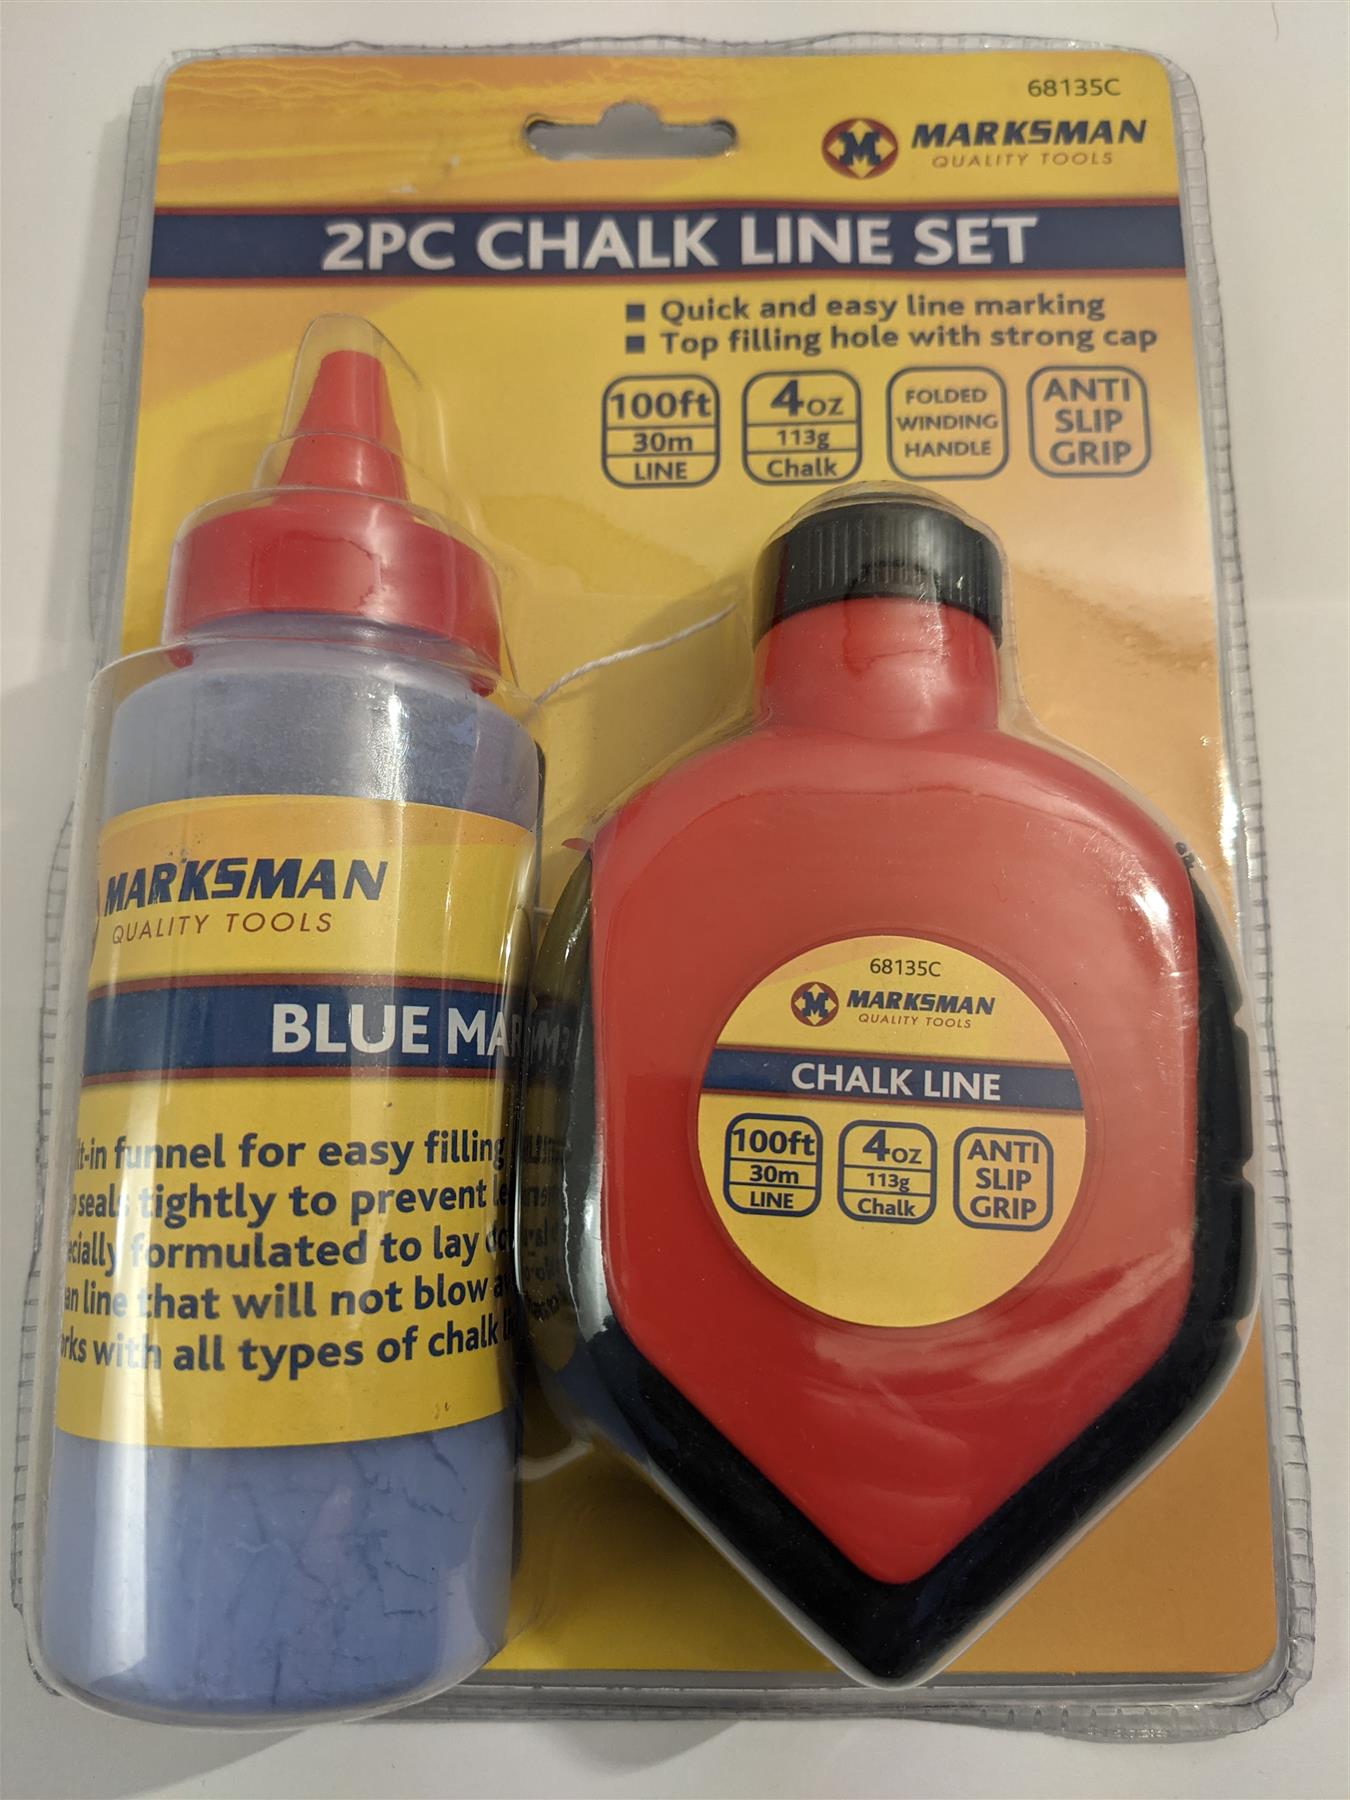 68135C
M MARKSMAN
QUALITY TOOLS
2PC CHALK LINE SET
Quick and easy line marking
Top filling hole with strong cap
100ft
30m
LINE
4oz
113g
Chalk
FOLDED
WINDING
HANDLE
ANTI
SLIP
GRIP
MARKSMAN
QUALITY TOOLS
BLUE
funnel for easy filling
seals tightly to prevent
formulated to lay
line that will not blow
with all types of chalk
68135C
M MARKSMAN
QUALITY TOOLS
CHALK LINE
100ft
30m
LINE
4oz
113g
Chalk
ANTI
SLIP
GRIP